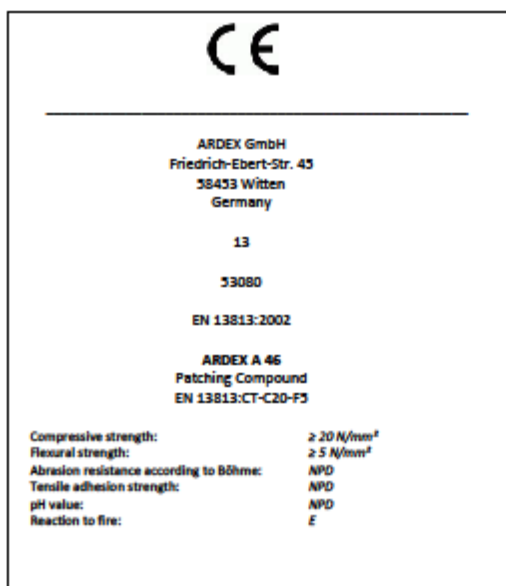 CE
ARDEX GmbH
Friedrich-Ebert-Str. 45
58453 Witten
Germany
13
53080
EN 13813:2002
ARDEX A 46
Patching Compound
EN 13813:CT-C20-F5
Compressive strength: ≥ 20 N/mm²
Flexural strength: ≥ 5 N/mm²
Abrasion resistance according to Böhme: NPD
Tensile adhesion strength: NPD
pH value: NPD
Reaction to fire: E